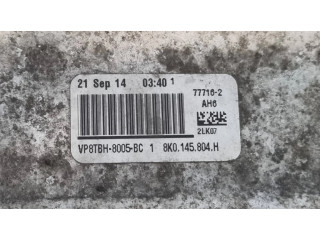 21 Sep 14 03:40 1
77716-2
AH6
2LK07
VP8TBH-8005-BC 1 8K0.145.804.H